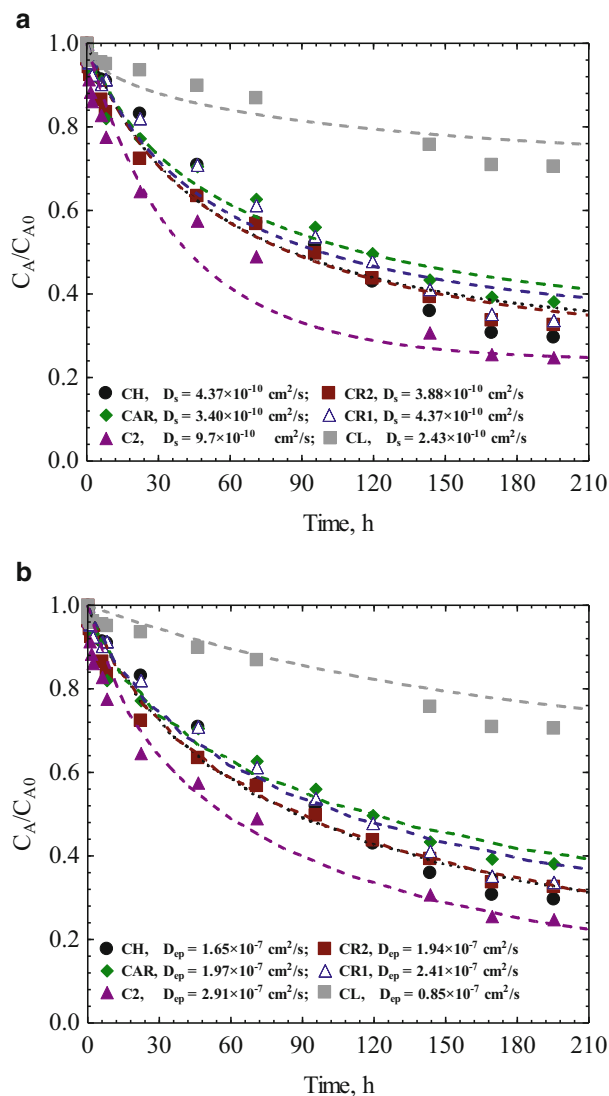 a
1.0
0.8
0.6
0.4
0.2
0.0
C_A/C_A0
CH, D_s = 4.37×10⁻¹⁰ cm²/s; CR2, D_s = 3.88×10⁻¹⁰ cm²/s
CAR, D_s = 3.40×10⁻¹⁰ cm²/s; CR1, D_s = 4.37×10⁻¹⁰ cm²/s
C2, D_s = 9.7×10⁻¹⁰ cm²/s; CL, D_s = 2.43×10⁻¹⁰ cm²/s
0 30 60 90 120 150 180 210
Time, h
b
1.0
0.8
0.6
0.4
0.2
0.0
C_A/C_A0
CH, D_ep = 1.65×10⁻⁷ cm²/s; CR2, D_ep = 1.94×10⁻⁷ cm²/s
CAR, D_ep = 1.97×10⁻⁷ cm²/s; CR1, D_ep = 2.41×10⁻⁷ cm²/s
C2, D_ep = 2.91×10⁻⁷ cm²/s; CL, D_ep = 0.85×10⁻⁷ cm²/s
0 30 60 90 120 150 180 210
Time, h